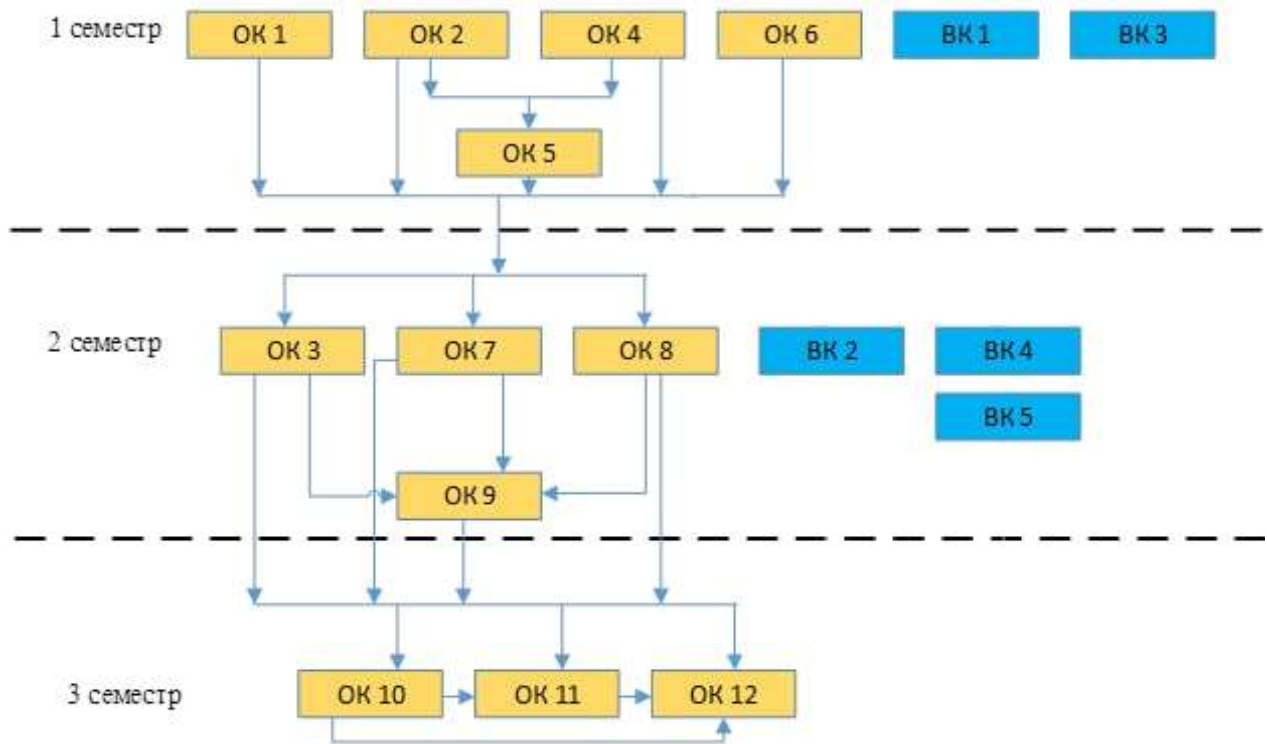 1 семестр ОК 1 ОК 2 ОК 4 ОК 6 ВК 1 ВК 3
ОК 5
2 семестр ОК 3 ОК 7 ОК 8 ВК 2 ВК 4
ВК 5
ОК 9
3 семестр ОК 10 ОК 11 ОК 12